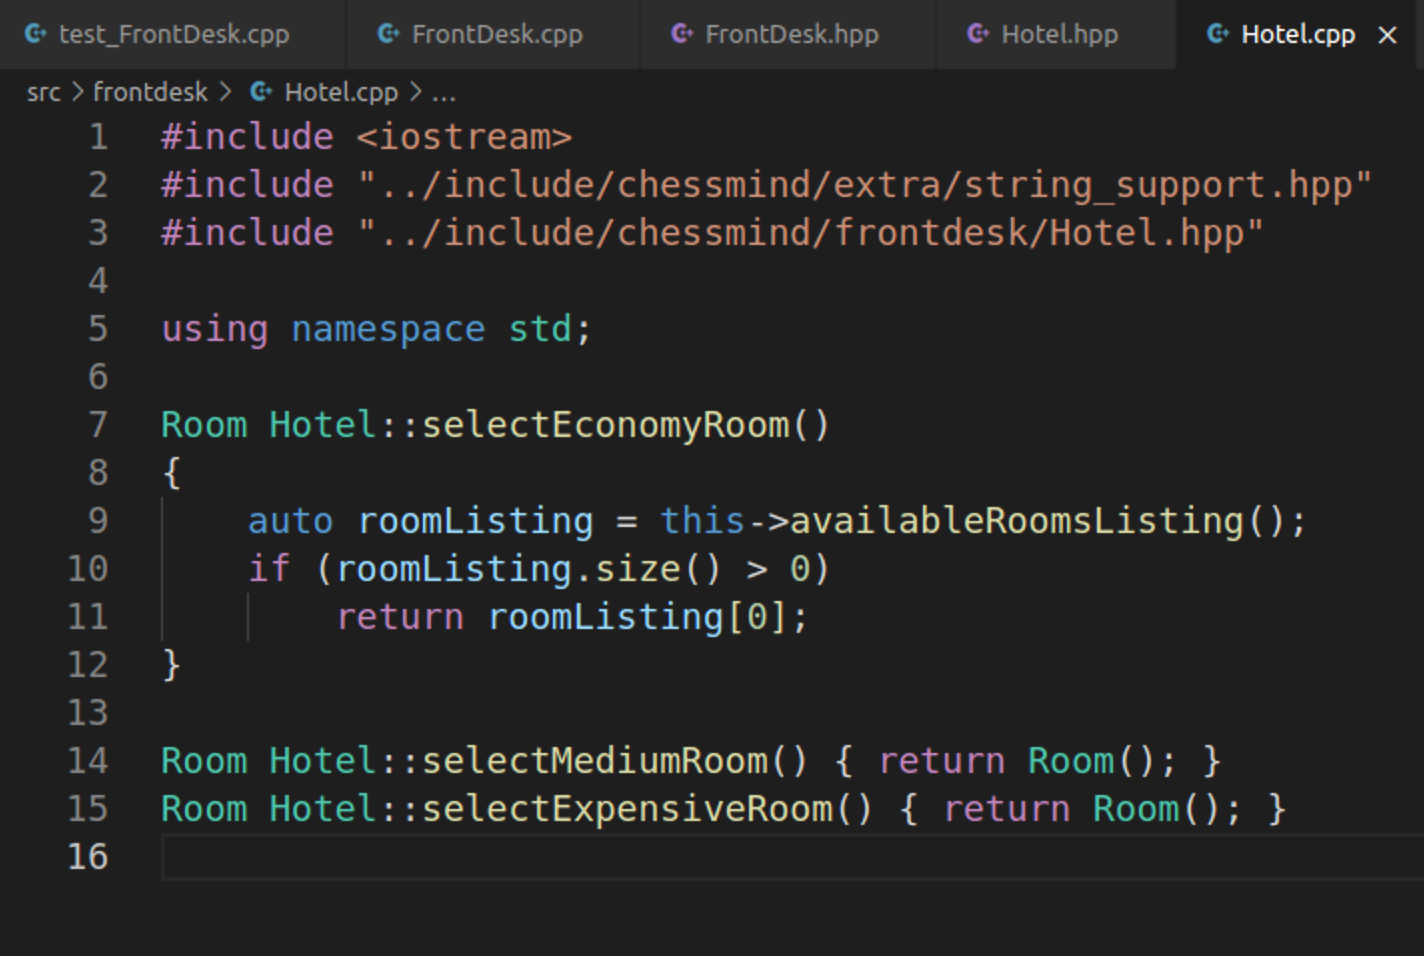 test_FrontDesk.cpp FrontDesk.cpp FrontDesk.hpp Hotel.hpp Hotel.cpp ×
src > frontdesk > Hotel.cpp > ...
1 #include <iostream>
2 #include "../include/chessmind/extra/string_support.hpp"
3 #include "../include/chessmind/frontdesk/Hotel.hpp"
4
5 using namespace std;
6
7 Room Hotel::selectEconomyRoom()
8 {
9     auto roomListing = this->availableRoomsListing();
10     if (roomListing.size() > 0)
11         return roomListing[0];
12 }
13
14 Room Hotel::selectMediumRoom() { return Room(); }
15 Room Hotel::selectExpensiveRoom() { return Room(); }
16